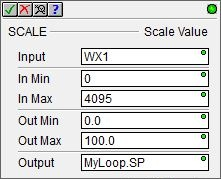 SCALE Scale Value
Input WX1
In Min 0
In Max 4095
Out Min 0.0
Out Max 100.0
Output MyLoop.SP